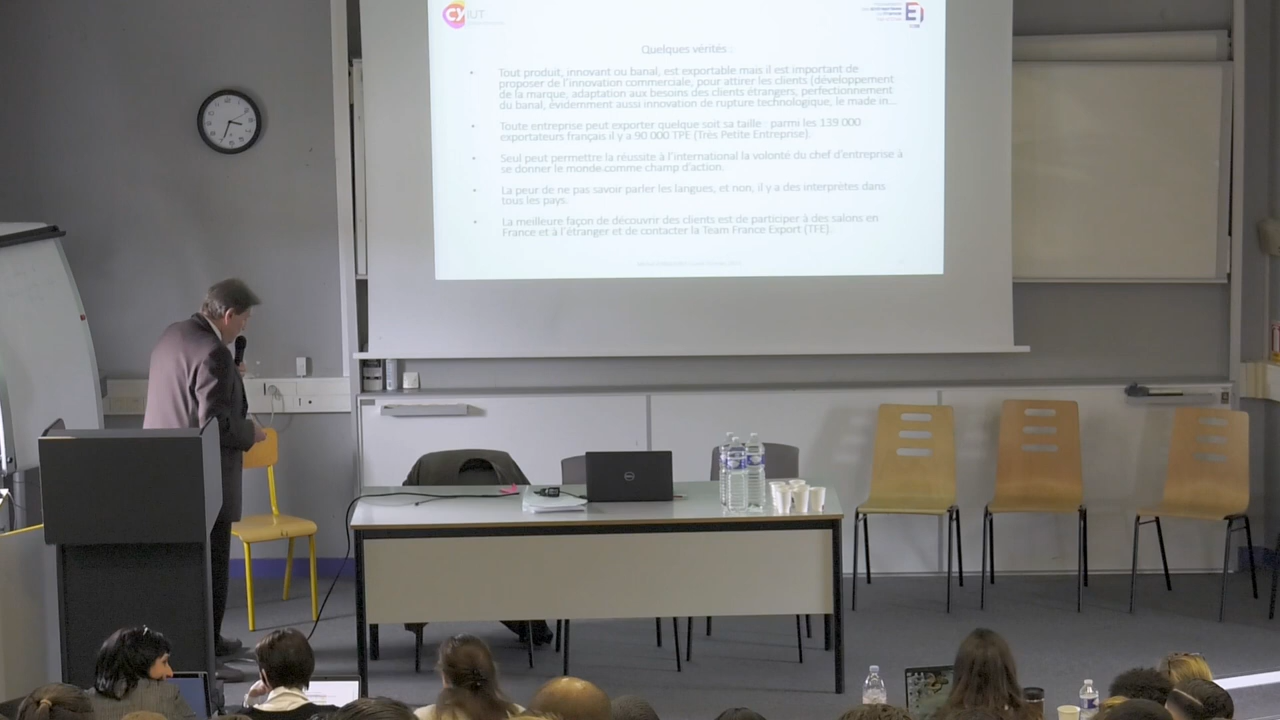 CY IUT
Quelques vérités :
• Tout produit, innovant ou banal, est exportable mais il est important de
proposer de l'innovation commerciale, pour attirer les clients (développement
de la marque, adaptation aux besoins des clients étrangers, perfectionnement
du banal, évidemment aussi innovation de rupture technologique, le made in...
• Toute entreprise peut exporter quelque soit sa taille : parmi les 139 000
exportateurs français il y a 90 000 TPE (Très Petite Entreprise).
• Seul peut permettre la réussite à l'international la volonté du chef d'entreprise à
se donner le monde comme champ d'action.
• La peur de ne pas savoir parler les langues, et non, il y a des interprètes dans
tous les pays.
• La meilleure façon de découvrir des clients est de participer à des salons en
France et à l'étranger et de contacter la Team France Export (TFE).
DELL